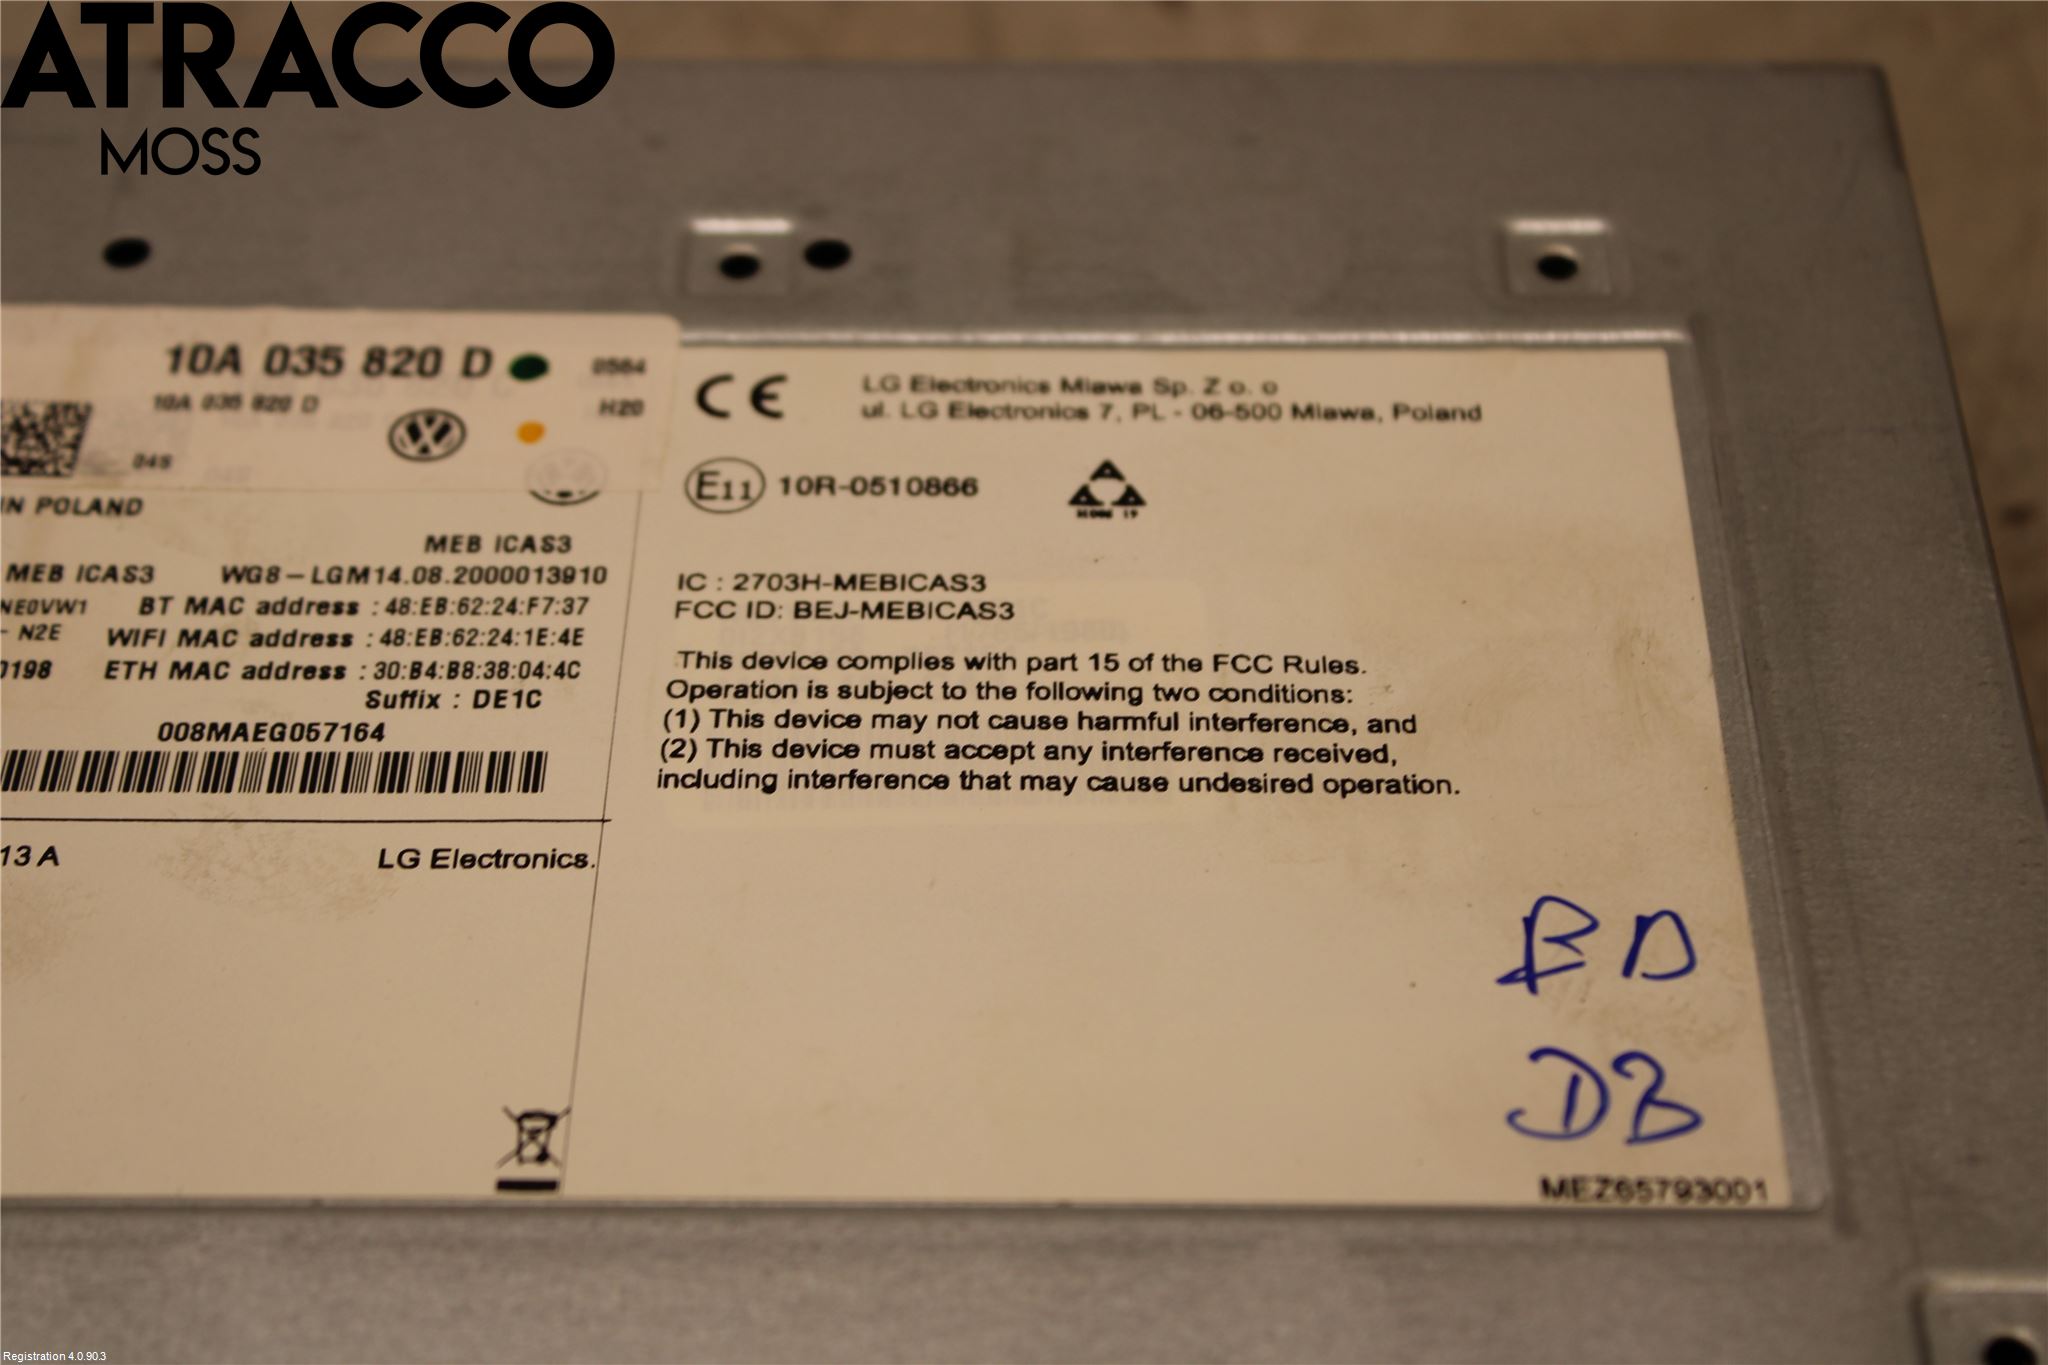 ATRACCO
MOSS
10A 035 820 D
0564
10A 035 820 D
H20
04S
IN POLAND
MEB ICAS3
MEB ICAS3 WG8-LGM14.08.2000013910
NE0VW1 BT MAC address : 48:EB:62:24:F7:37
- N2E WIFI MAC address : 48:EB:62:24:1E:4E
0198 ETH MAC address : 30:B4:B8:38:04:4C
Suffix : DE1C
008MAEG057164
13 A LG Electronics.
CE
LG Electronics Mlawa Sp. Z o. o
ul. LG Electronics 7, PL - 06-500 Mlawa, Poland
E11 10R-0510866
IC : 2703H-MEBICAS3
FCC ID: BEJ-MEBICAS3
This device complies with part 15 of the FCC Rules.
Operation is subject to the following two conditions:
(1) This device may not cause harmful interference, and
(2) This device must accept any interference received,
including interference that may cause undesired operation.
BD
DB
MEZ65793001
Registration 4.0.90.3